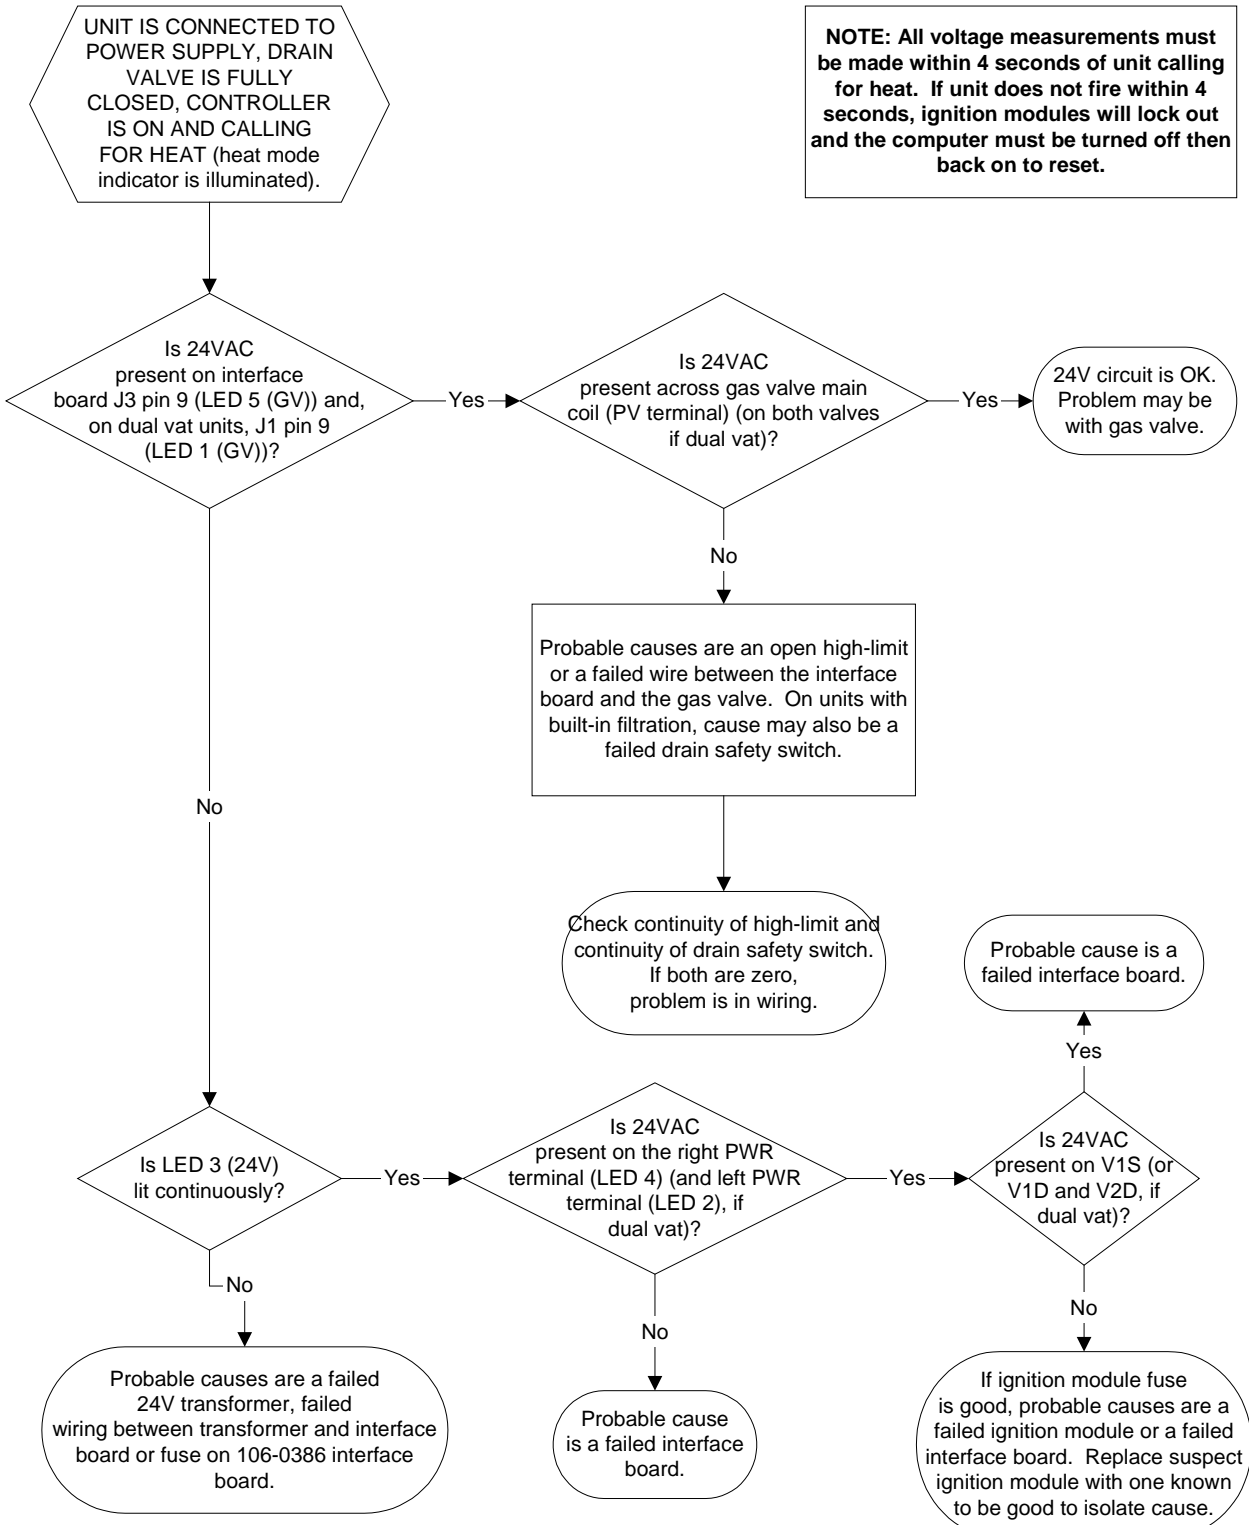 UNIT IS CONNECTED TO
POWER SUPPLY, DRAIN
VALVE IS FULLY
CLOSED, CONTROLLER
IS ON AND CALLING
FOR HEAT (heat mode
indicator is illuminated).
NOTE: All voltage measurements must
be made within 4 seconds of unit calling
for heat. If unit does not fire within 4
seconds, ignition modules will lock out
and the computer must be turned off then
back on to reset.
Is 24VAC
present on interface
board J3 pin 9 (LED 5 (GV)) and,
on dual vat units, J1 pin 9
(LED 1 (GV))?
Yes
Is 24VAC
present across gas valve main
coil (PV terminal) (on both valves
if dual vat)?
Yes
24V circuit is OK.
Problem may be
with gas valve.
No
Probable causes are an open high-limit
or a failed wire between the interface
board and the gas valve. On units with
built-in filtration, cause may also be a
failed drain safety switch.
No
Check continuity of high-limit and
continuity of drain safety switch.
If both are zero,
problem is in wiring.
Probable cause is a
failed interface board.
Yes
Is LED 3 (24V)
lit continuously?
Yes
Is 24VAC
present on the right PWR
terminal (LED 4) (and left PWR
terminal (LED 2), if
dual vat)?
Yes
Is 24VAC
present on V1S (or
V1D and V2D, if
dual vat)?
No
No
No
Probable causes are a failed
24V transformer, failed
wiring between transformer and interface
board or fuse on 106-0386 interface
board.
Probable cause
is a failed interface
board.
If ignition module fuse
is good, probable causes are a
failed ignition module or a failed
interface board. Replace suspect
ignition module with one known
to be good to isolate cause.